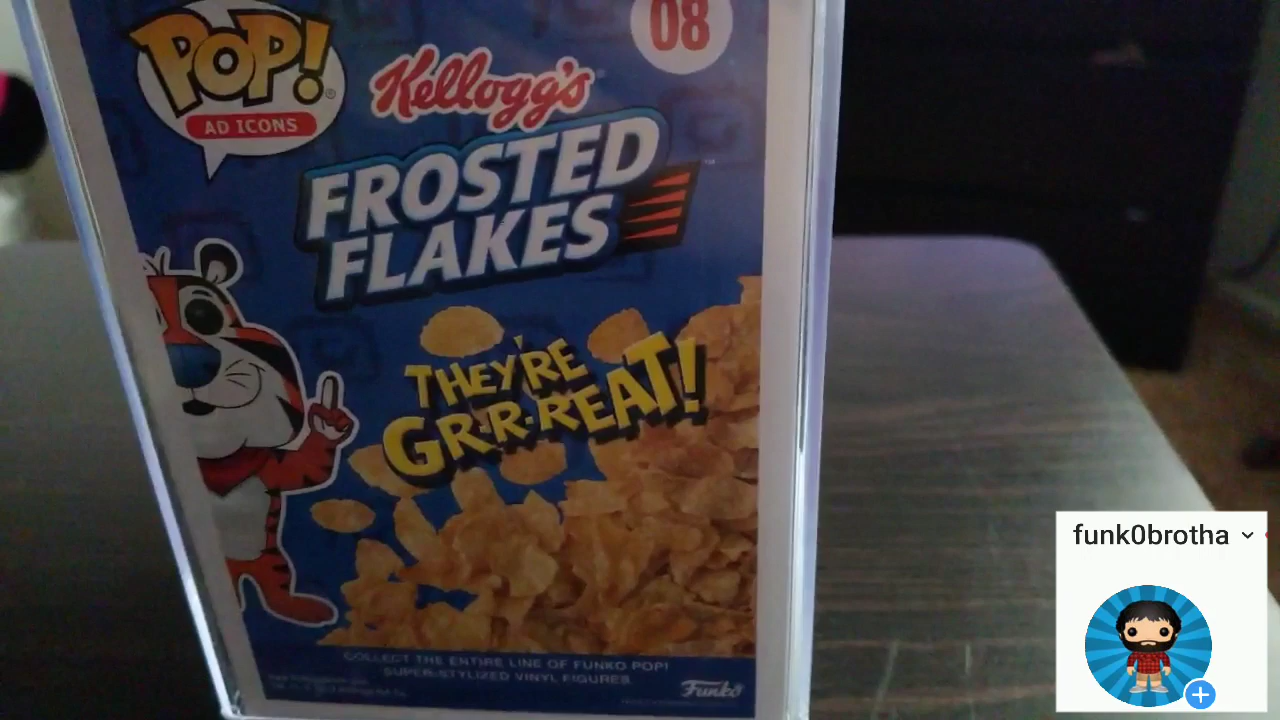 POP!
AD ICONS
08
Kellogg's
FROSTED
FLAKES
THEY'RE
GR-R-REAT!
COLLECT THE ENTIRE LINE OF FUNKO POP!
SUPER-STYLIZED VINYL FIGURES
Funko
funk0brotha